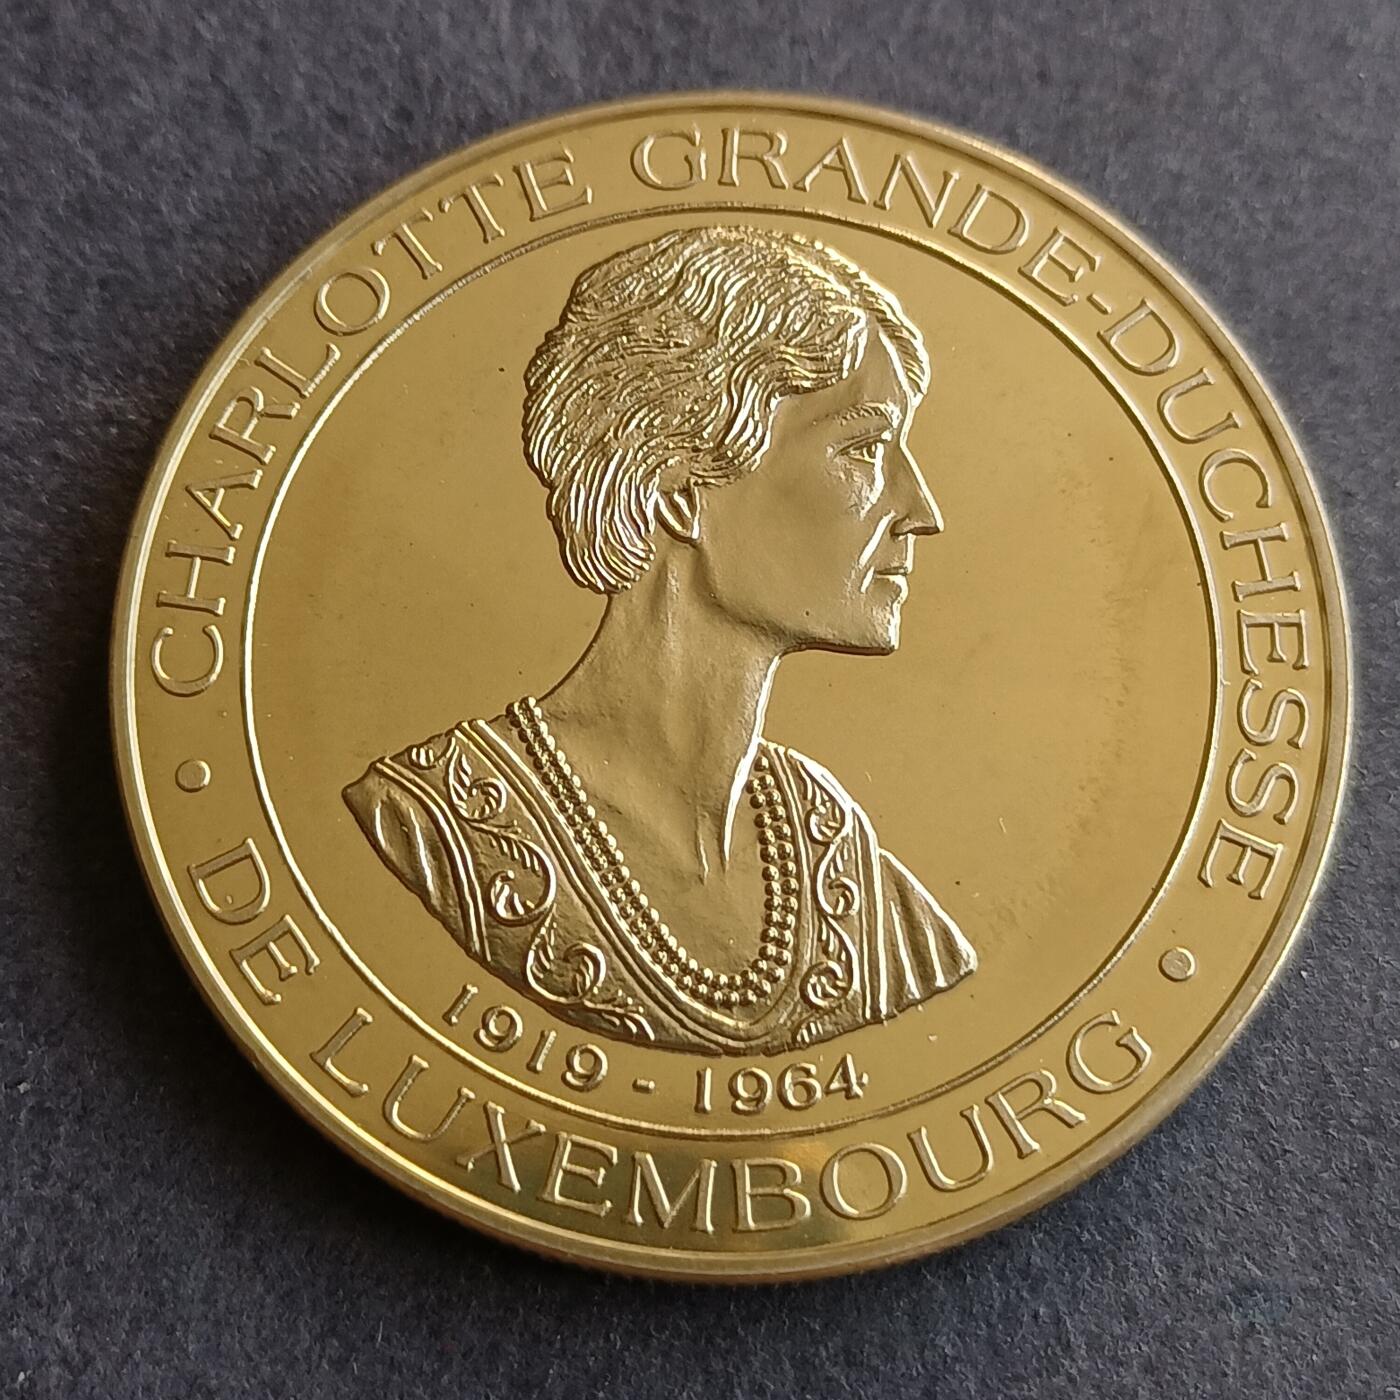 CHARLOTTE GRANDE-DUCHESSE
• DE LUXEMBOURG •
1919 - 1964